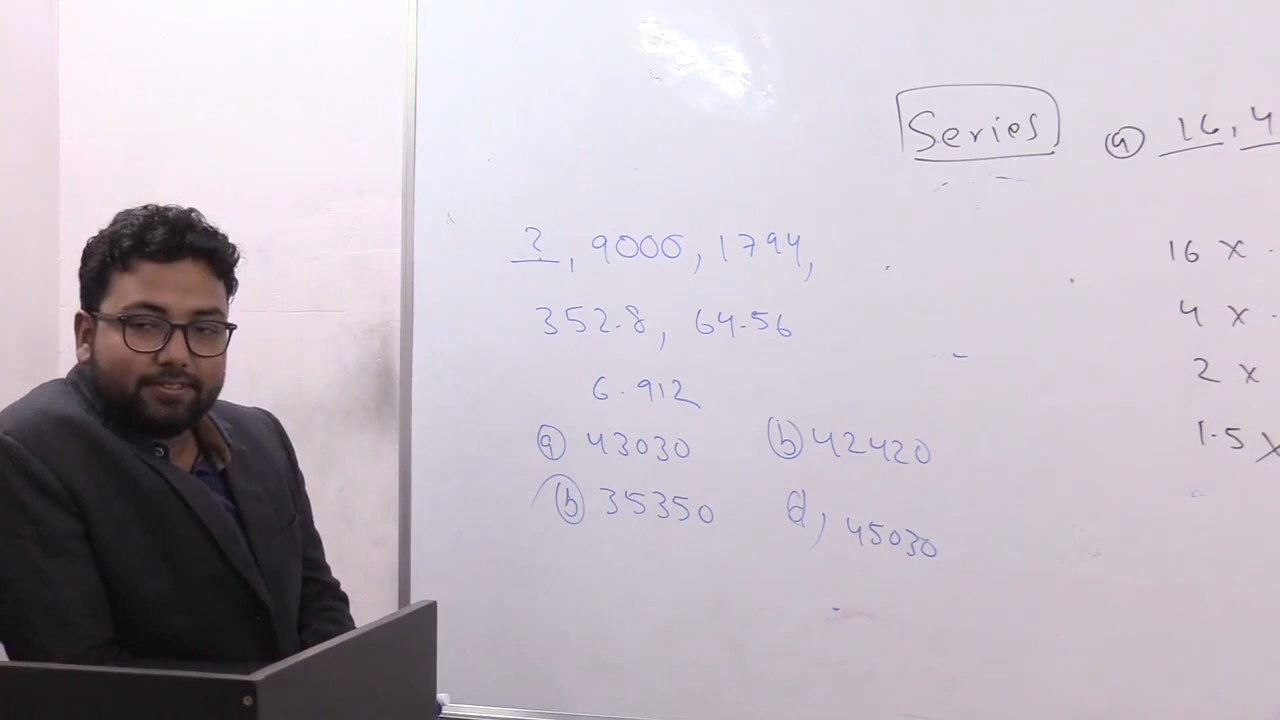 Series
(a) 16, 4
?, 9000, 1794,
352.8, 64.56
6.912
(a) 43030 (b) 42420
(b) 35350 d, 45030
16 x
4 x
2 x
1.5 x